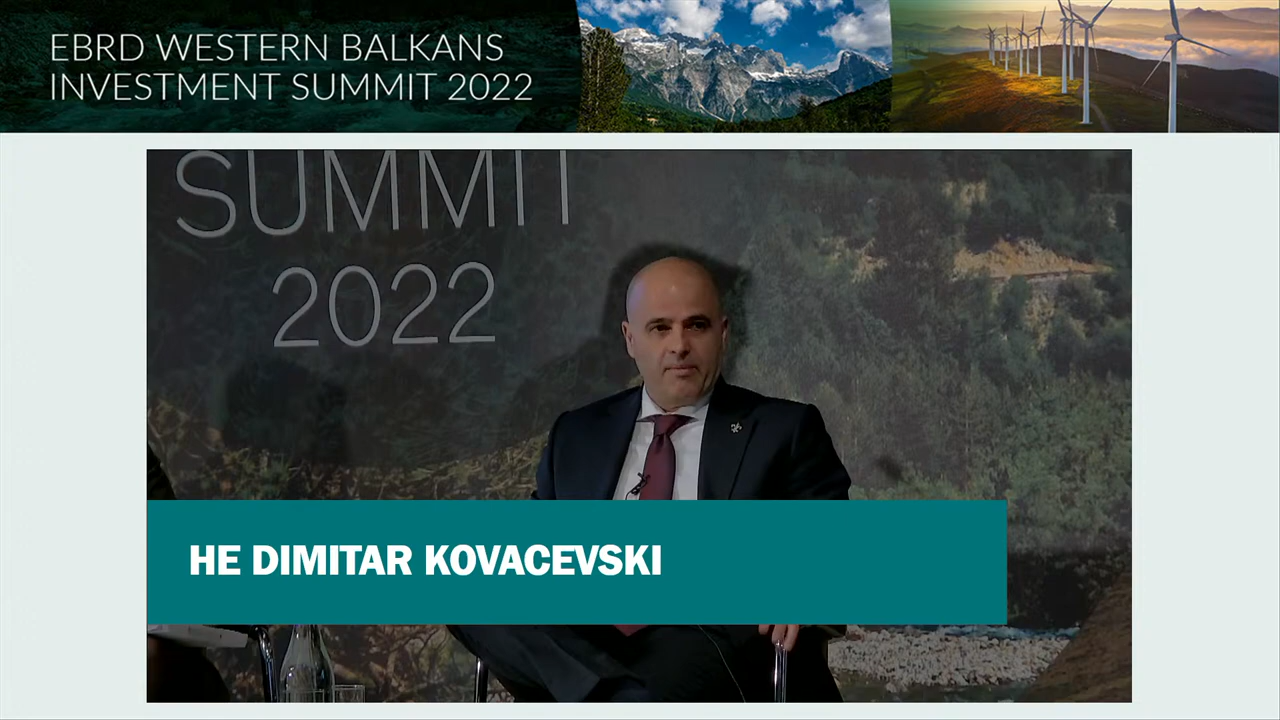 EBRD WESTERN BALKANS
INVESTMENT SUMMIT 2022
SUMMIT
2022
HE DIMITAR KOVACEVSKI